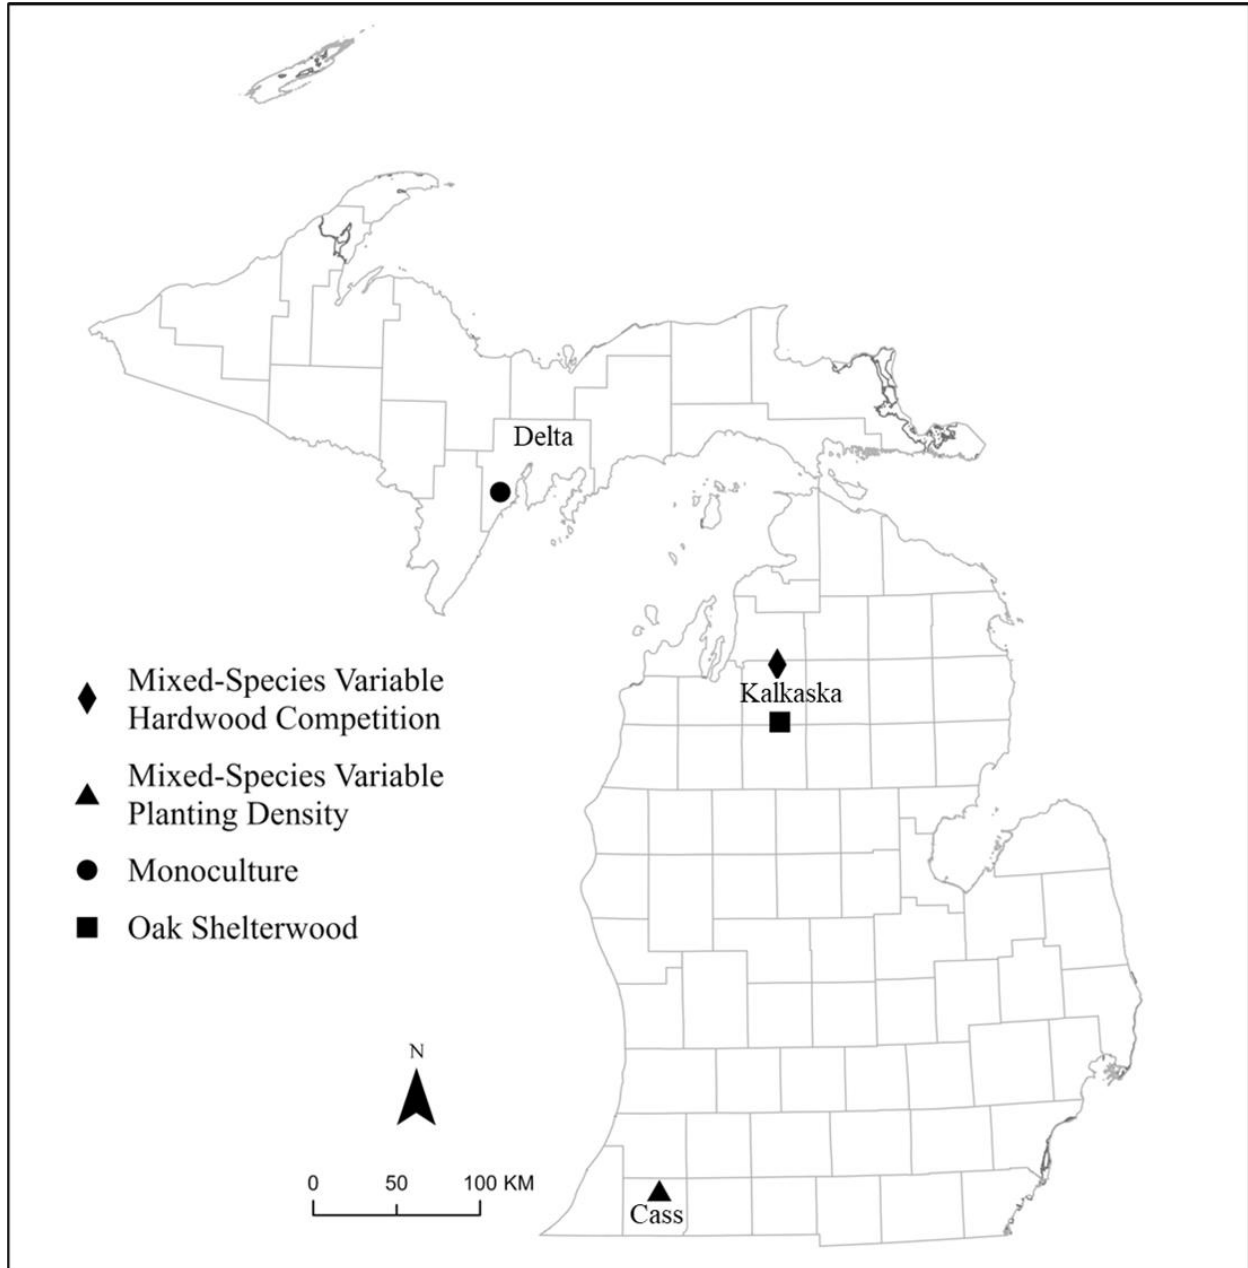 Delta
Kalkaska
Mixed-Species Variable
Hardwood Competition
Mixed-Species Variable
Planting Density
Monoculture
Oak Shelterwood
N
0 50 100 KM
Cass